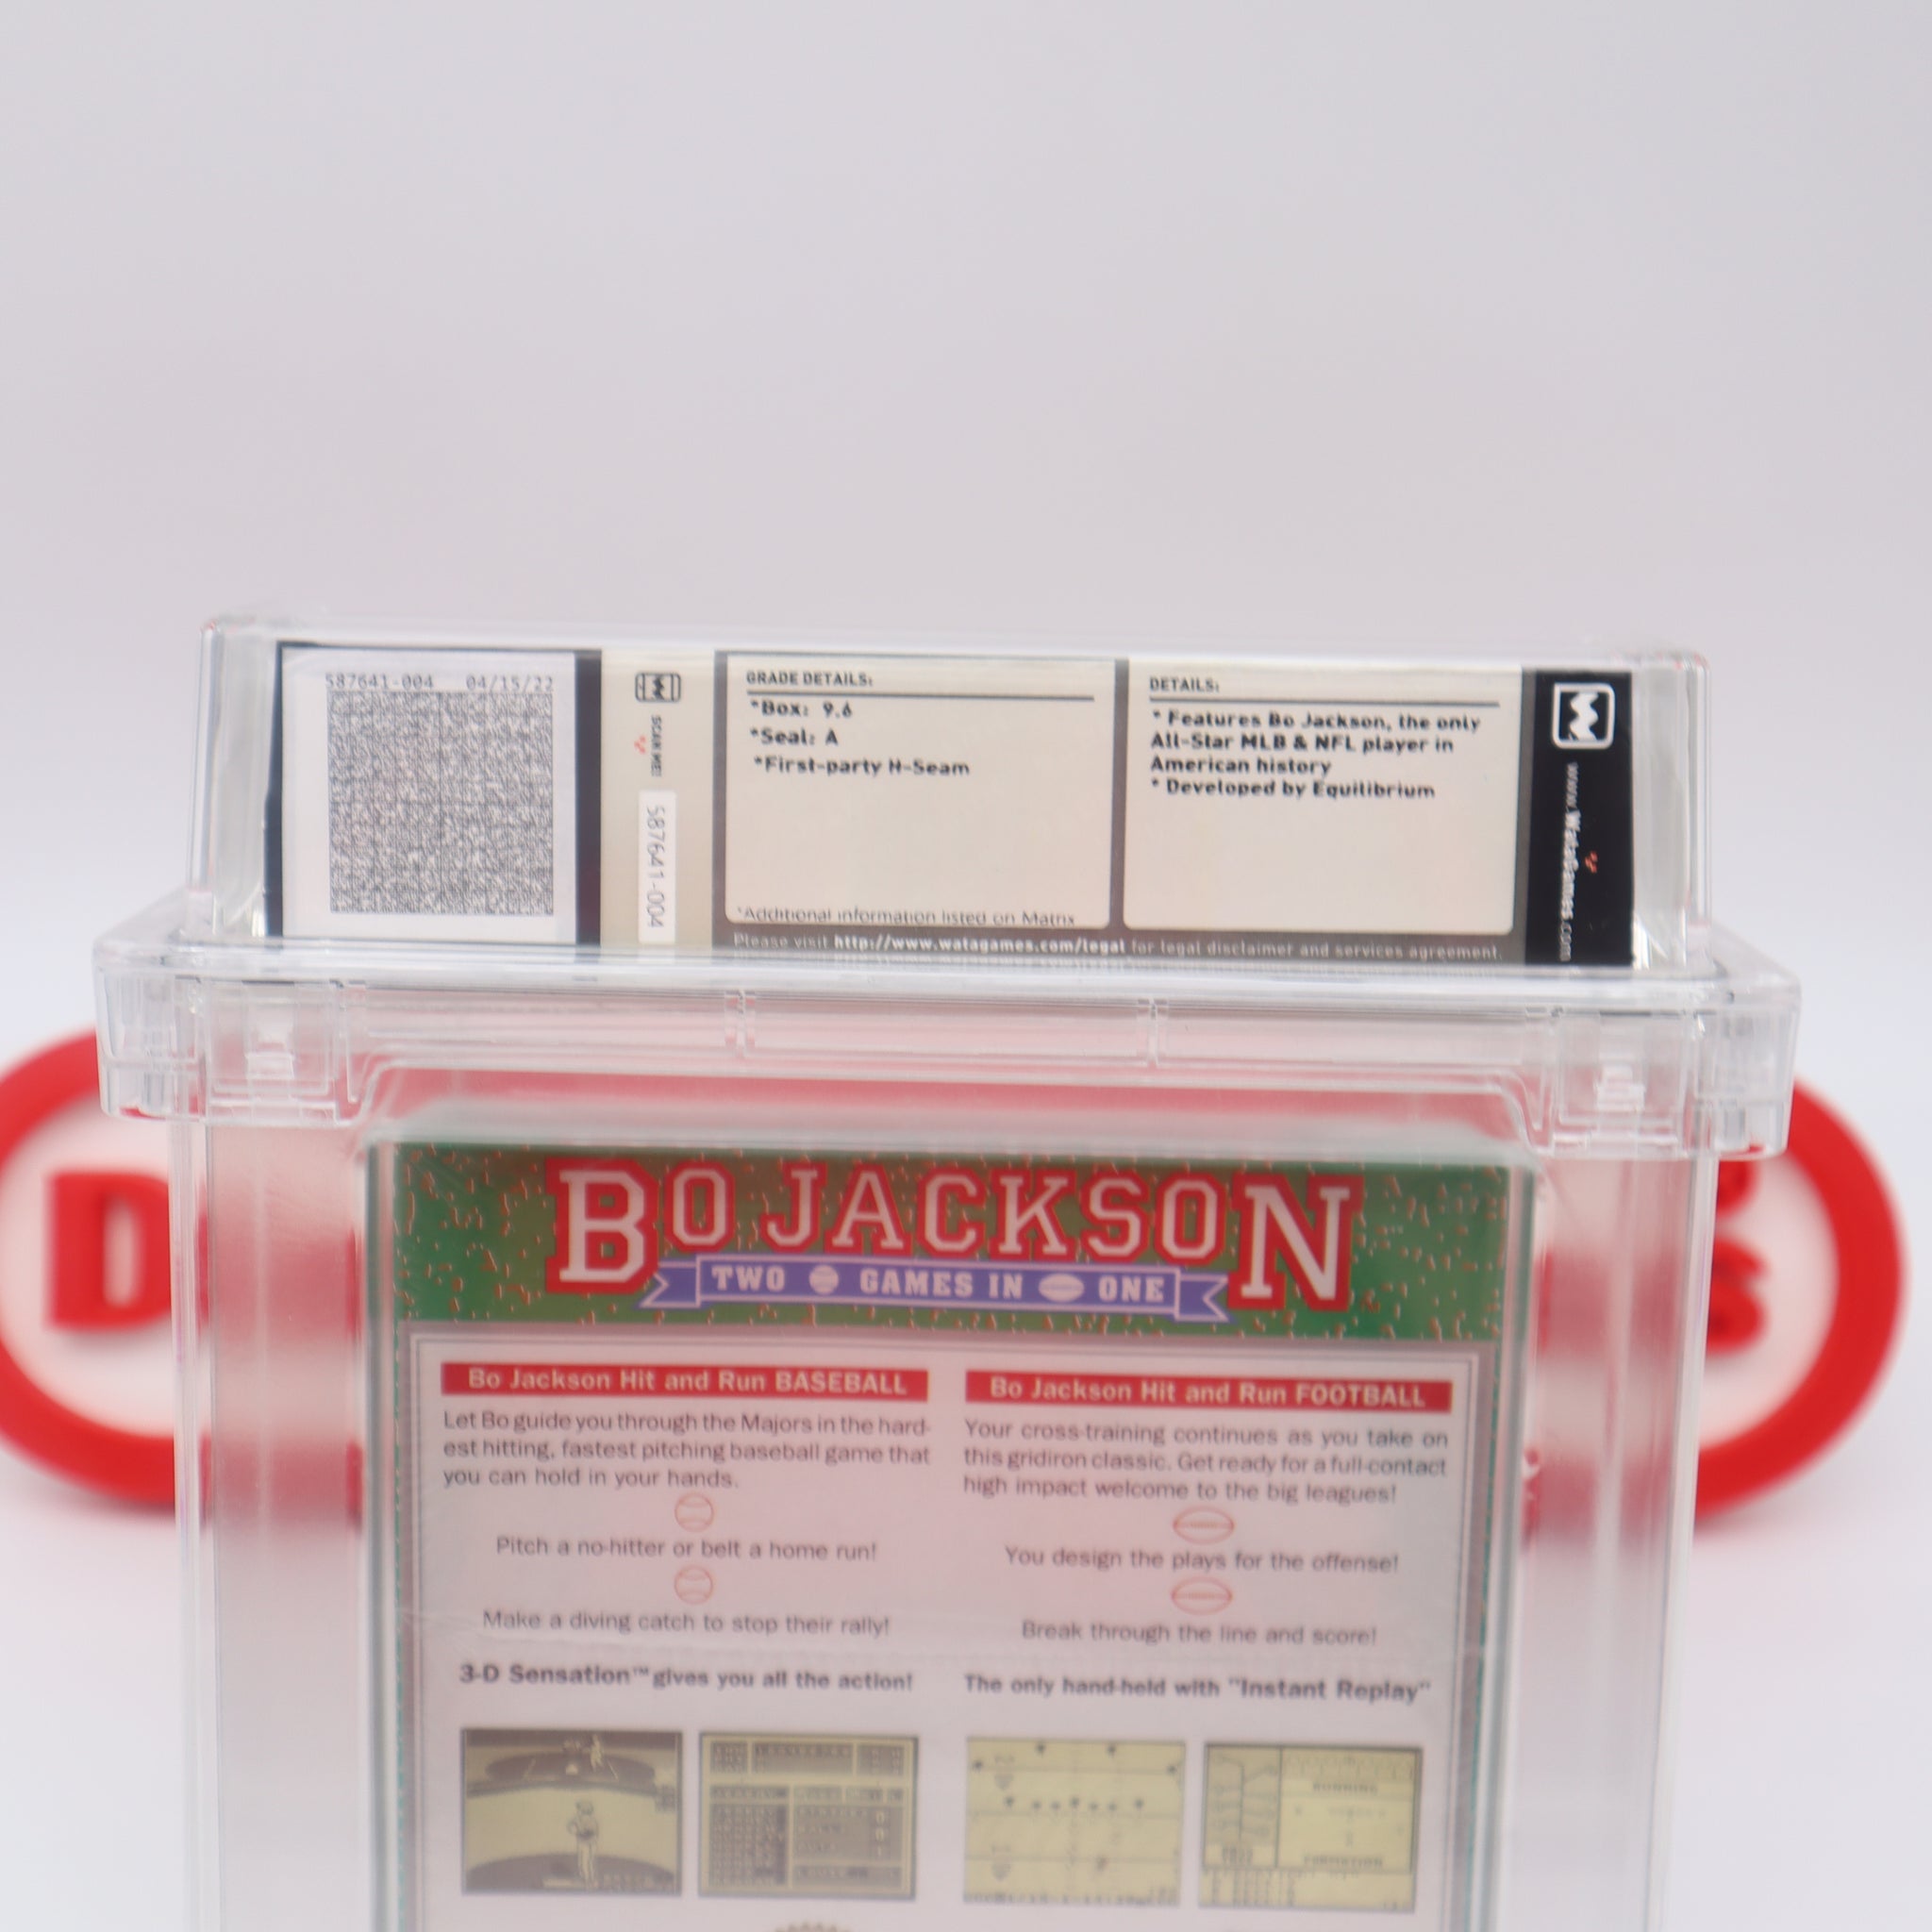 587641-004 04/15/22
SCAN ME!
587641-004
GRADE DETAILS:
*Box: 9.6
*Seal: A
*First-party H-Seam
*Additional information listed on Matrix
DETAILS:
* Features Bo Jackson, the only
All-Star MLB & NFL player in
American history
* Developed by Equilibrium
Please visit http://www.watagames.com/legal for legal disclaimer and services agreement.
www.WataGames.com
BO JACKSON
TWO GAMES IN ONE
Bo Jackson Hit and Run BASEBALL
Let Bo guide you through the Majors in the hard-
est hitting, fastest pitching baseball game that
you can hold in your hands.
Pitch a no-hitter or belt a home run!
Make a diving catch to stop their rally!
3-D Sensation™ gives you all the action!
Bo Jackson Hit and Run FOOTBALL
Your cross-training continues as you take on
this gridiron classic. Get ready for a full-contact
high impact welcome to the big leagues!
You design the plays for the offense!
Break through the line and score!
The only hand-held with "Instant Replay"
RUNNING
FORMATION
D